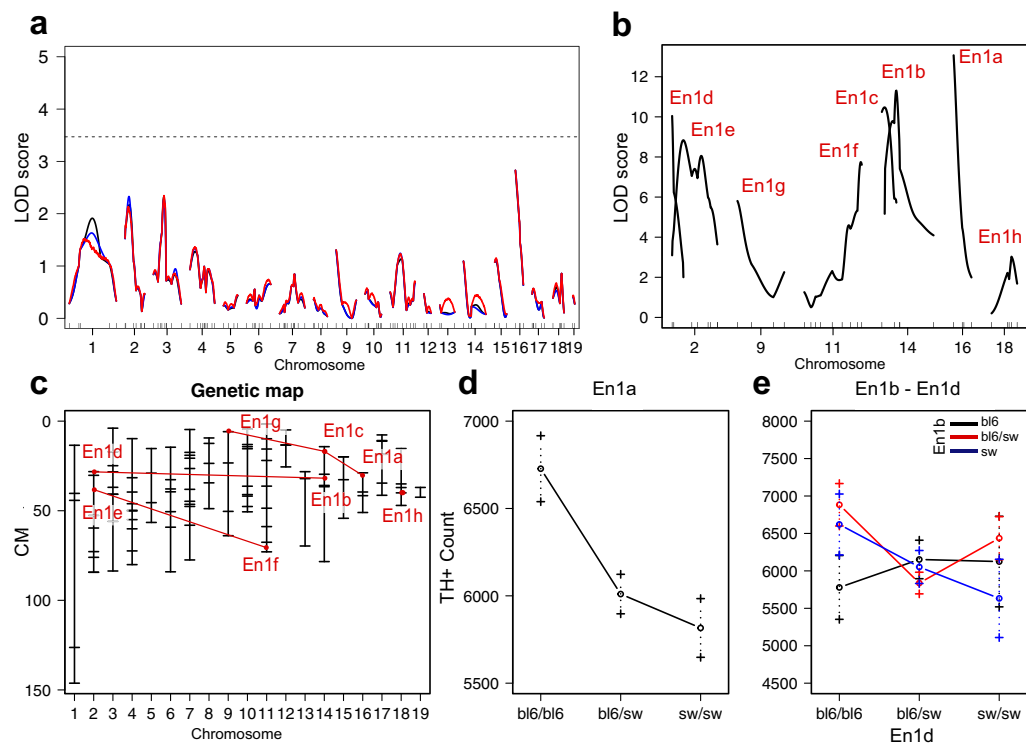 a
5
4
3
2
1
0
LOD score
1 2 3 4 5 6 7 8 9 10 11 12 13 14 15 16 17 18 19
Chromosome
b
12
10
8
6
4
2
0
LOD score
En1d
En1e
En1g
En1f
En1c
En1b
En1a
En1h
2 9 11 14 16 18
Chromosome
c
Genetic map
0
50
100
150
CM
En1g
En1c
En1d
En1a
En1e
En1b
En1h
En1f
1 2 3 4 5 6 7 8 9 10 11 12 13 14 15 16 17 18 19
Chromosome
d
En1a
7000
6500
6000
5500
TH+ Count
bl6/bl6 bl6/sw sw/sw
e
En1b - En1d
En1b
bl6
bl6/sw
sw
8000
7500
7000
6500
6000
5500
5000
4500
bl6/bl6 bl6/sw sw/sw
En1d